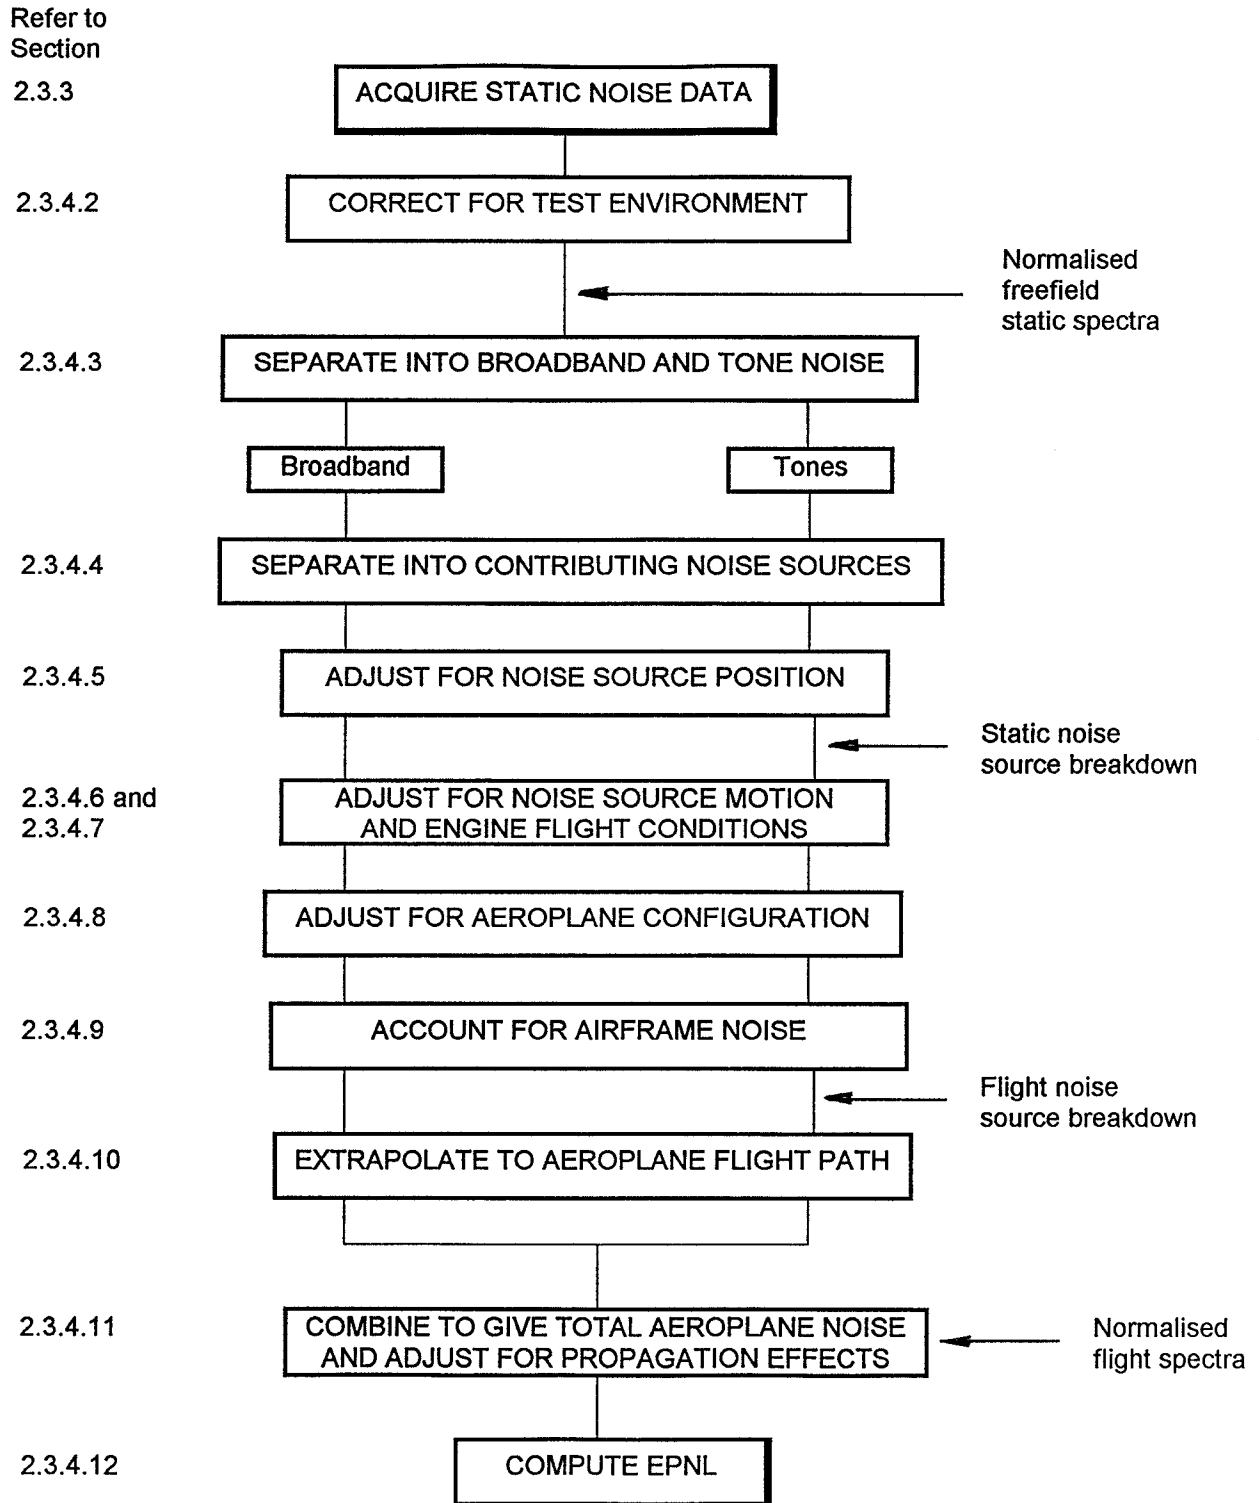 Refer to
Section
2.3.3
ACQUIRE STATIC NOISE DATA
2.3.4.2
CORRECT FOR TEST ENVIRONMENT
Normalised
freefield
static spectra
2.3.4.3
SEPARATE INTO BROADBAND AND TONE NOISE
Broadband
Tones
2.3.4.4
SEPARATE INTO CONTRIBUTING NOISE SOURCES
2.3.4.5
ADJUST FOR NOISE SOURCE POSITION
Static noise
source breakdown
2.3.4.6 and
2.3.4.7
ADJUST FOR NOISE SOURCE MOTION
AND ENGINE FLIGHT CONDITIONS
2.3.4.8
ADJUST FOR AEROPLANE CONFIGURATION
2.3.4.9
ACCOUNT FOR AIRFRAME NOISE
Flight noise
source breakdown
2.3.4.10
EXTRAPOLATE TO AEROPLANE FLIGHT PATH
2.3.4.11
COMBINE TO GIVE TOTAL AEROPLANE NOISE
AND ADJUST FOR PROPAGATION EFFECTS
Normalised
flight spectra
2.3.4.12
COMPUTE EPNL